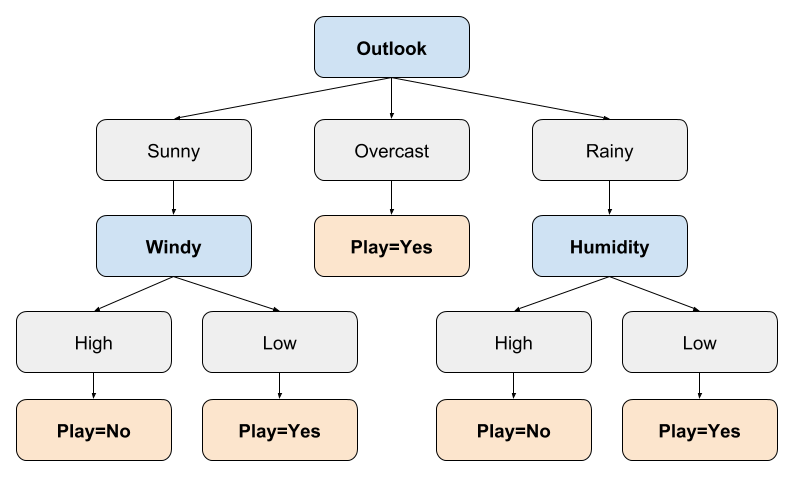 Outlook
Sunny
Overcast
Rainy
Windy
Play=Yes
Humidity
High
Low
High
Low
Play=No
Play=Yes
Play=No
Play=Yes